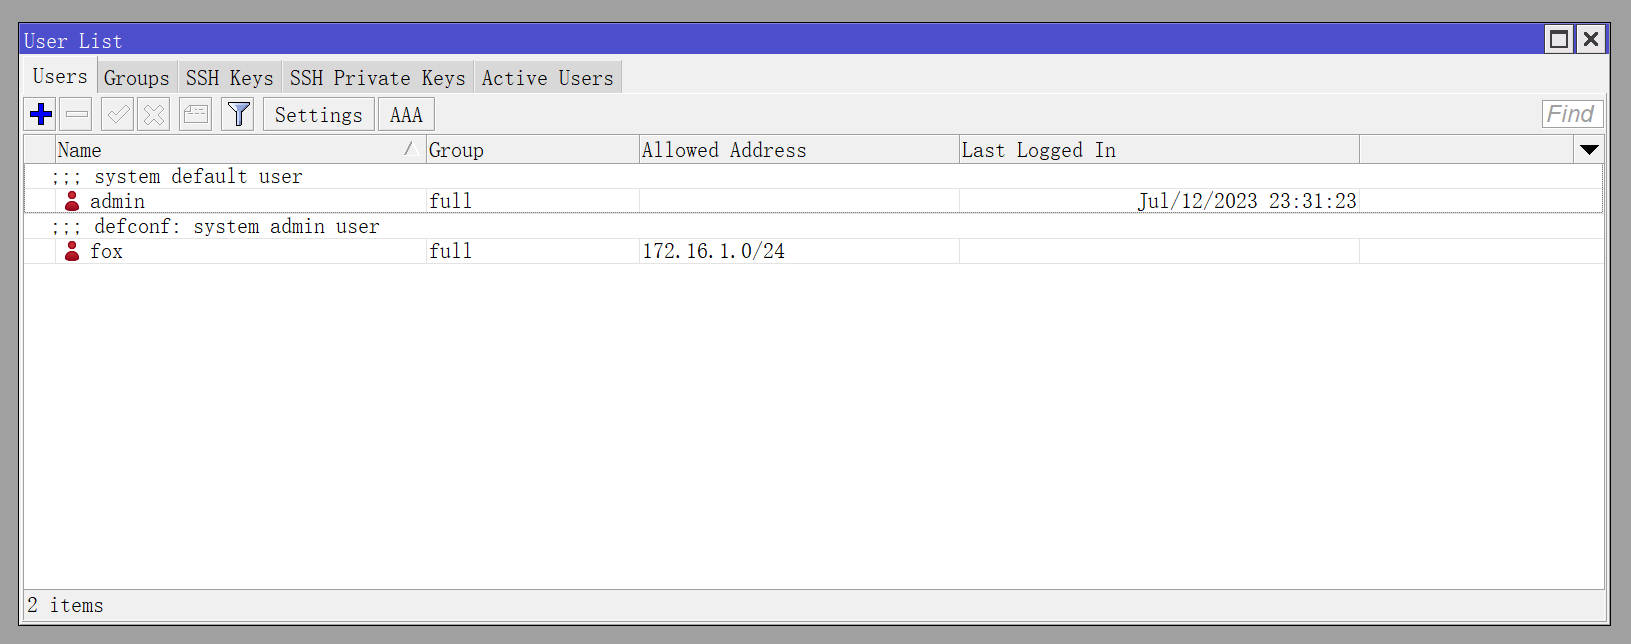 User List
Users Groups SSH Keys SSH Private Keys Active Users
Settings AAA Find
Name Group Allowed Address Last Logged In
;;; system default user
admin full Jul/12/2023 23:31:23
;;; defconf: system admin user
fox full 172.16.1.0/24
2 items